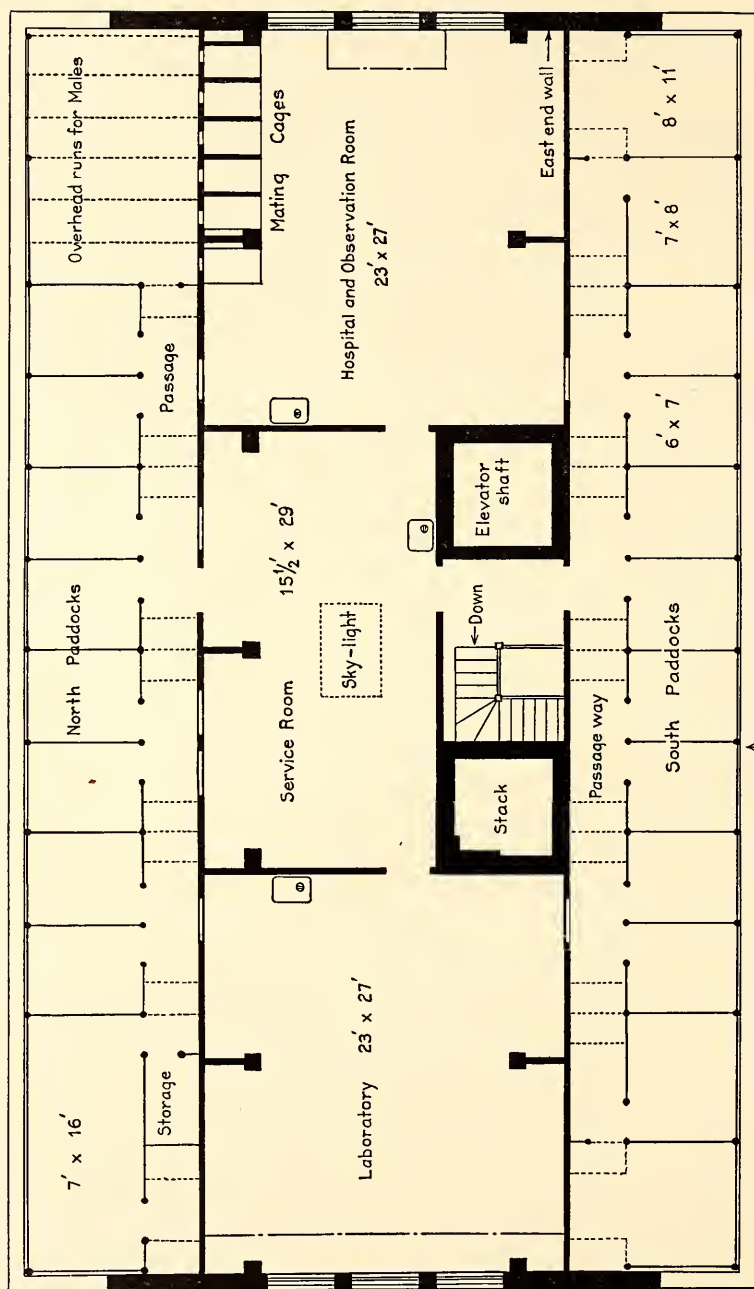 Overhead runs for Males
Passage
North Paddocks
7' x 16'
Storage
Mating Cages
Hospital and Observation Room
23' x 27'
15½' x 29'
Service Room
Sky-light
Laboratory 23' x 27'
Elevator
shaft
←Down
Stack
East end wall→
8' x 11'
7' x 8'
6' x 7'
Passage way
South Paddocks